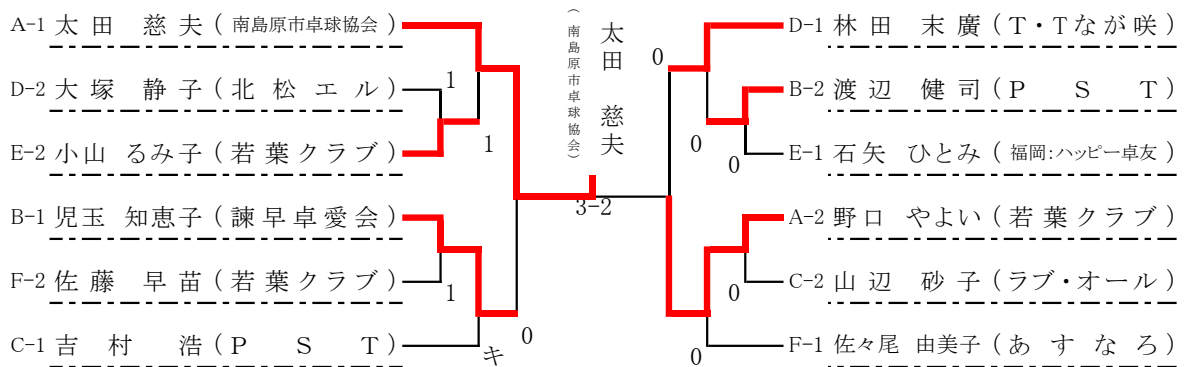 A-1 太田 慈夫 ( 南島原市卓球協会 )
D-2 大塚 静子 ( 北松エル )
1
E-2 小山 るみ子 ( 若葉クラブ )
1
B-1 児玉 知恵子 ( 諫早卓愛会 )
F-2 佐藤 早苗 ( 若葉クラブ )
1
C-1 吉村 浩 ( P S T )
キ
0
太田 慈夫
( 南島原市卓球協会 )
3-2
D-1 林田 末廣 ( T・Tなが咲 )
0
B-2 渡辺 健司 ( P S T )
0
E-1 石矢 ひとみ ( 福岡:ハッピー卓友 )
0
A-2 野口 やよい ( 若葉クラブ )
C-2 山辺 砂子 ( ラブ・オール )
0
F-1 佐々尾 由美子 ( あすなろ )
0